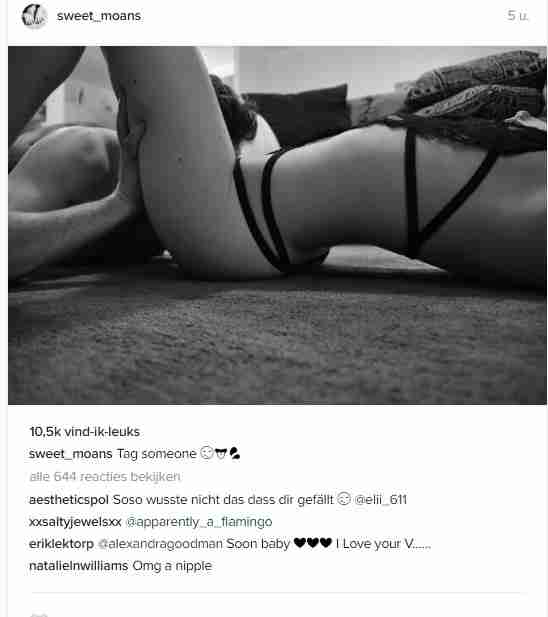 sweet_moans
5 u.
10,5k vind-ik-leuks
sweet_moans Tag someone
alle 644 reacties bekijken
aestheticspol Soso wusste nicht das dass dir gefällt @elii_611
xxsaltyjewelsxx @apparently_a_flamingo
eriklektorp @alexandragoodman Soon baby ♥♥♥ I Love your V......
natalielnwilliams Omg a nipple